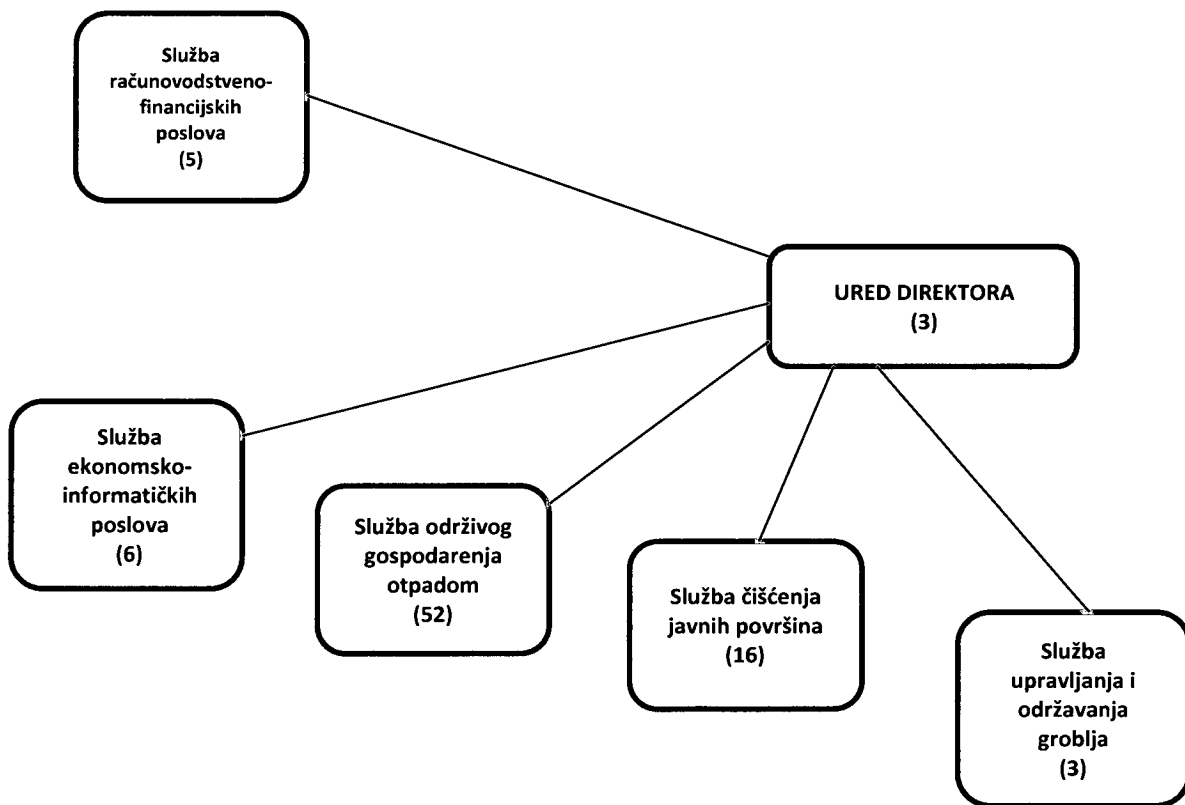 Služba
računovodstveno-
financijskih
poslova
(5)
URED DIREKTORA
(3)
Služba
ekonomsko-
informatičkih
poslova
(6)
Služba održivog
gospodarenja
otpadom
(52)
Služba čišćenja
javnih površina
(16)
Služba
upravljanja i
održavanja
groblja
(3)